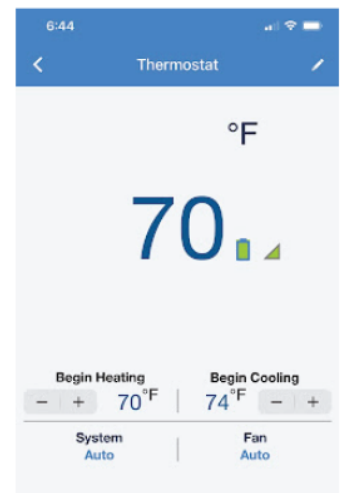 6:44
Thermostat
°F
70
Begin Heating Begin Cooling
− + 70°F 74°F − +
System Fan
Auto Auto